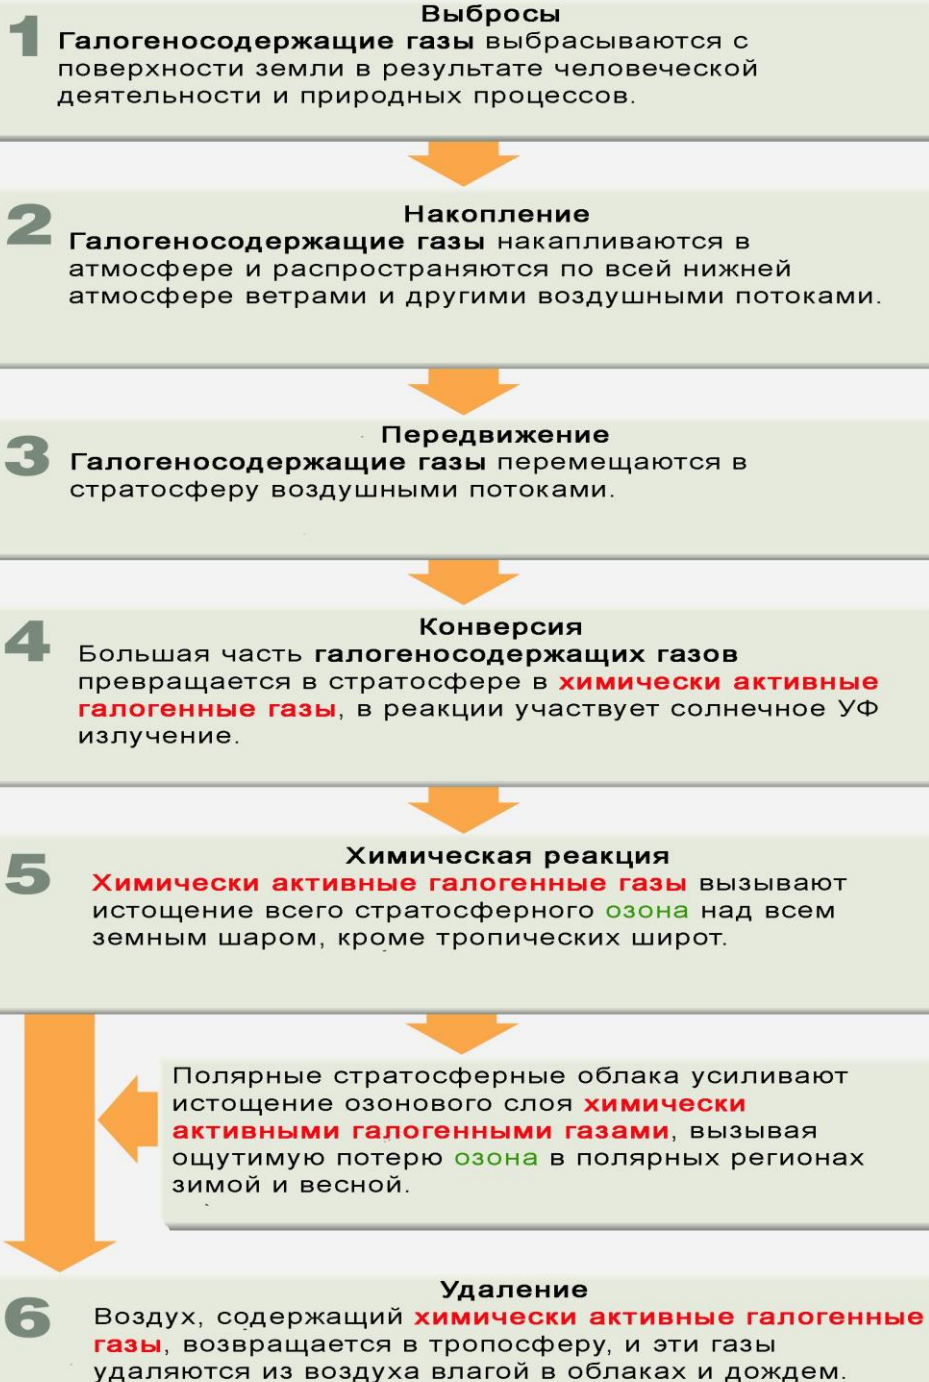 1
Выбросы
Галогеносодержащие газы выбрасываются с
поверхности земли в результате человеческой
деятельности и природных процессов.
2
Накопление
Галогеносодержащие газы накапливаются в
атмосфере и распространяются по всей нижней
атмосфере ветрами и другими воздушными потоками.
3
Передвижение
Галогеносодержащие газы перемещаются в
стратосферу воздушными потоками.
4
Конверсия
Большая часть галогеносодержащих газов
превращается в стратосфере в химически активные
галогенные газы, в реакции участвует солнечное УФ
излучение.
5
Химическая реакция
Химически активные галогенные газы вызывают
истощение всего стратосферного озона над всем
земным шаром, кроме тропических широт.
Полярные стратосферные облака усиливают
истощение озонового слоя химически
активными галогенными газами, вызывая
ощутимую потерю озона в полярных регионах
зимой и весной.
6
Удаление
Воздух, содержащий химически активные галогенные
газы, возвращается в тропосферу, и эти газы
удаляются из воздуха влагой в облаках и дождем.